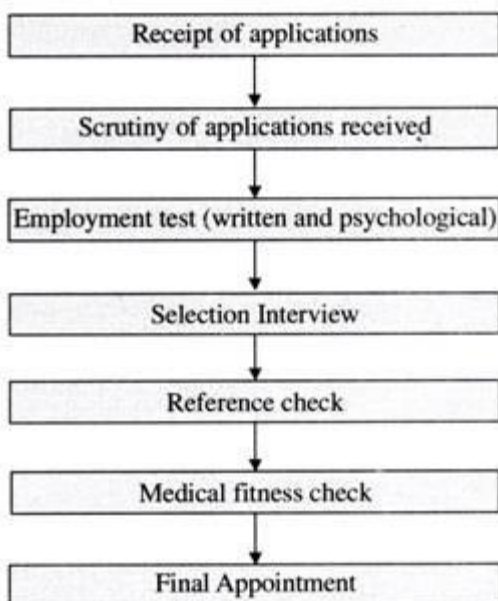 Receipt of applications
Scrutiny of applications received
Employment test (written and psychological)
Selection Interview
Reference check
Medical fitness check
Final Appointment